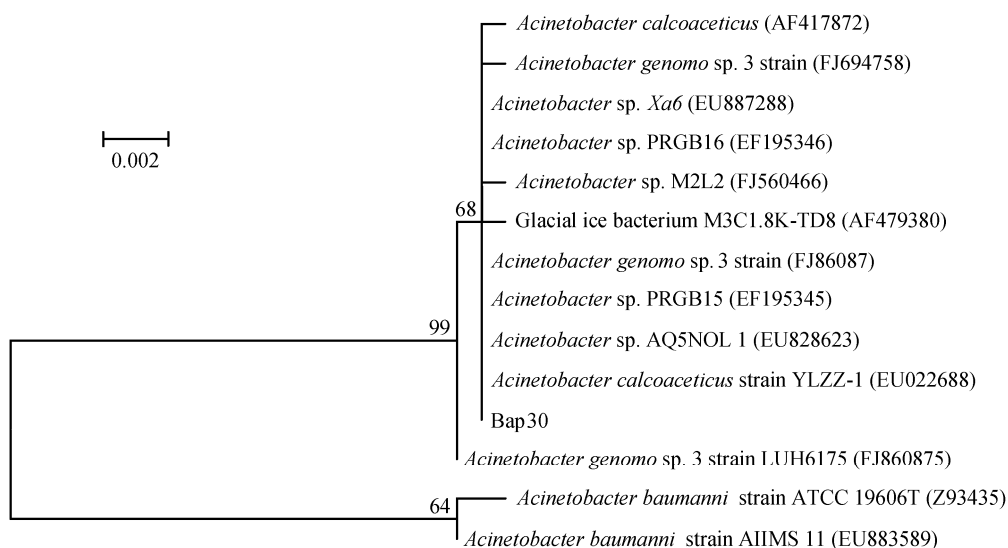 Acinetobacter calcoaceticus (AF417872)
Acinetobacter genomo sp. 3 strain (FJ694758)
Acinetobacter sp. Xa6 (EU887288)
Acinetobacter sp. PRGB16 (EF195346)
0.002
Acinetobacter sp. M2L2 (FJ560466)
68
Glacial ice bacterium M3C1.8K-TD8 (AF479380)
Acinetobacter genomo sp. 3 strain (FJ86087)
Acinetobacter sp. PRGB15 (EF195345)
99
Acinetobacter sp. AQ5NOL 1 (EU828623)
Acinetobacter calcoaceticus strain YLZZ-1 (EU022688)
Bap30
Acinetobacter genomo sp. 3 strain LUH6175 (FJ860875)
Acinetobacter baumanni strain ATCC 19606T (Z93435)
64
Acinetobacter baumanni strain AIIMS 11 (EU883589)